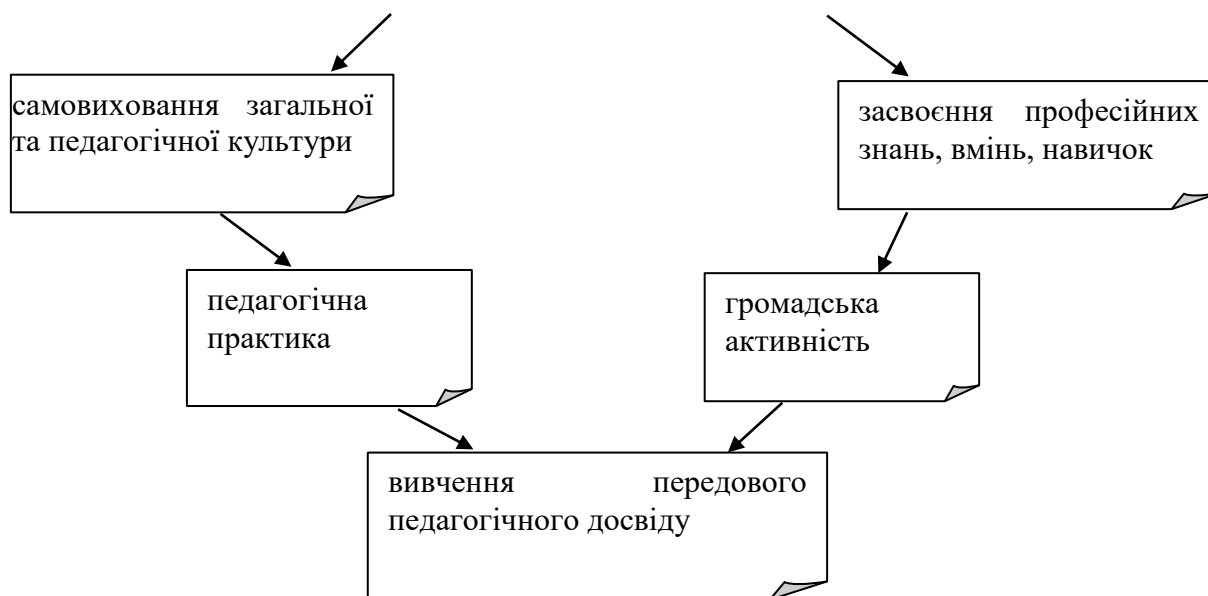 самовиховання загальної
та педагогічної культури
засвоєння професійних
знань, вмінь, навичок
педагогічна
практика
громадська
активність
вивчення передового
педагогічного досвіду